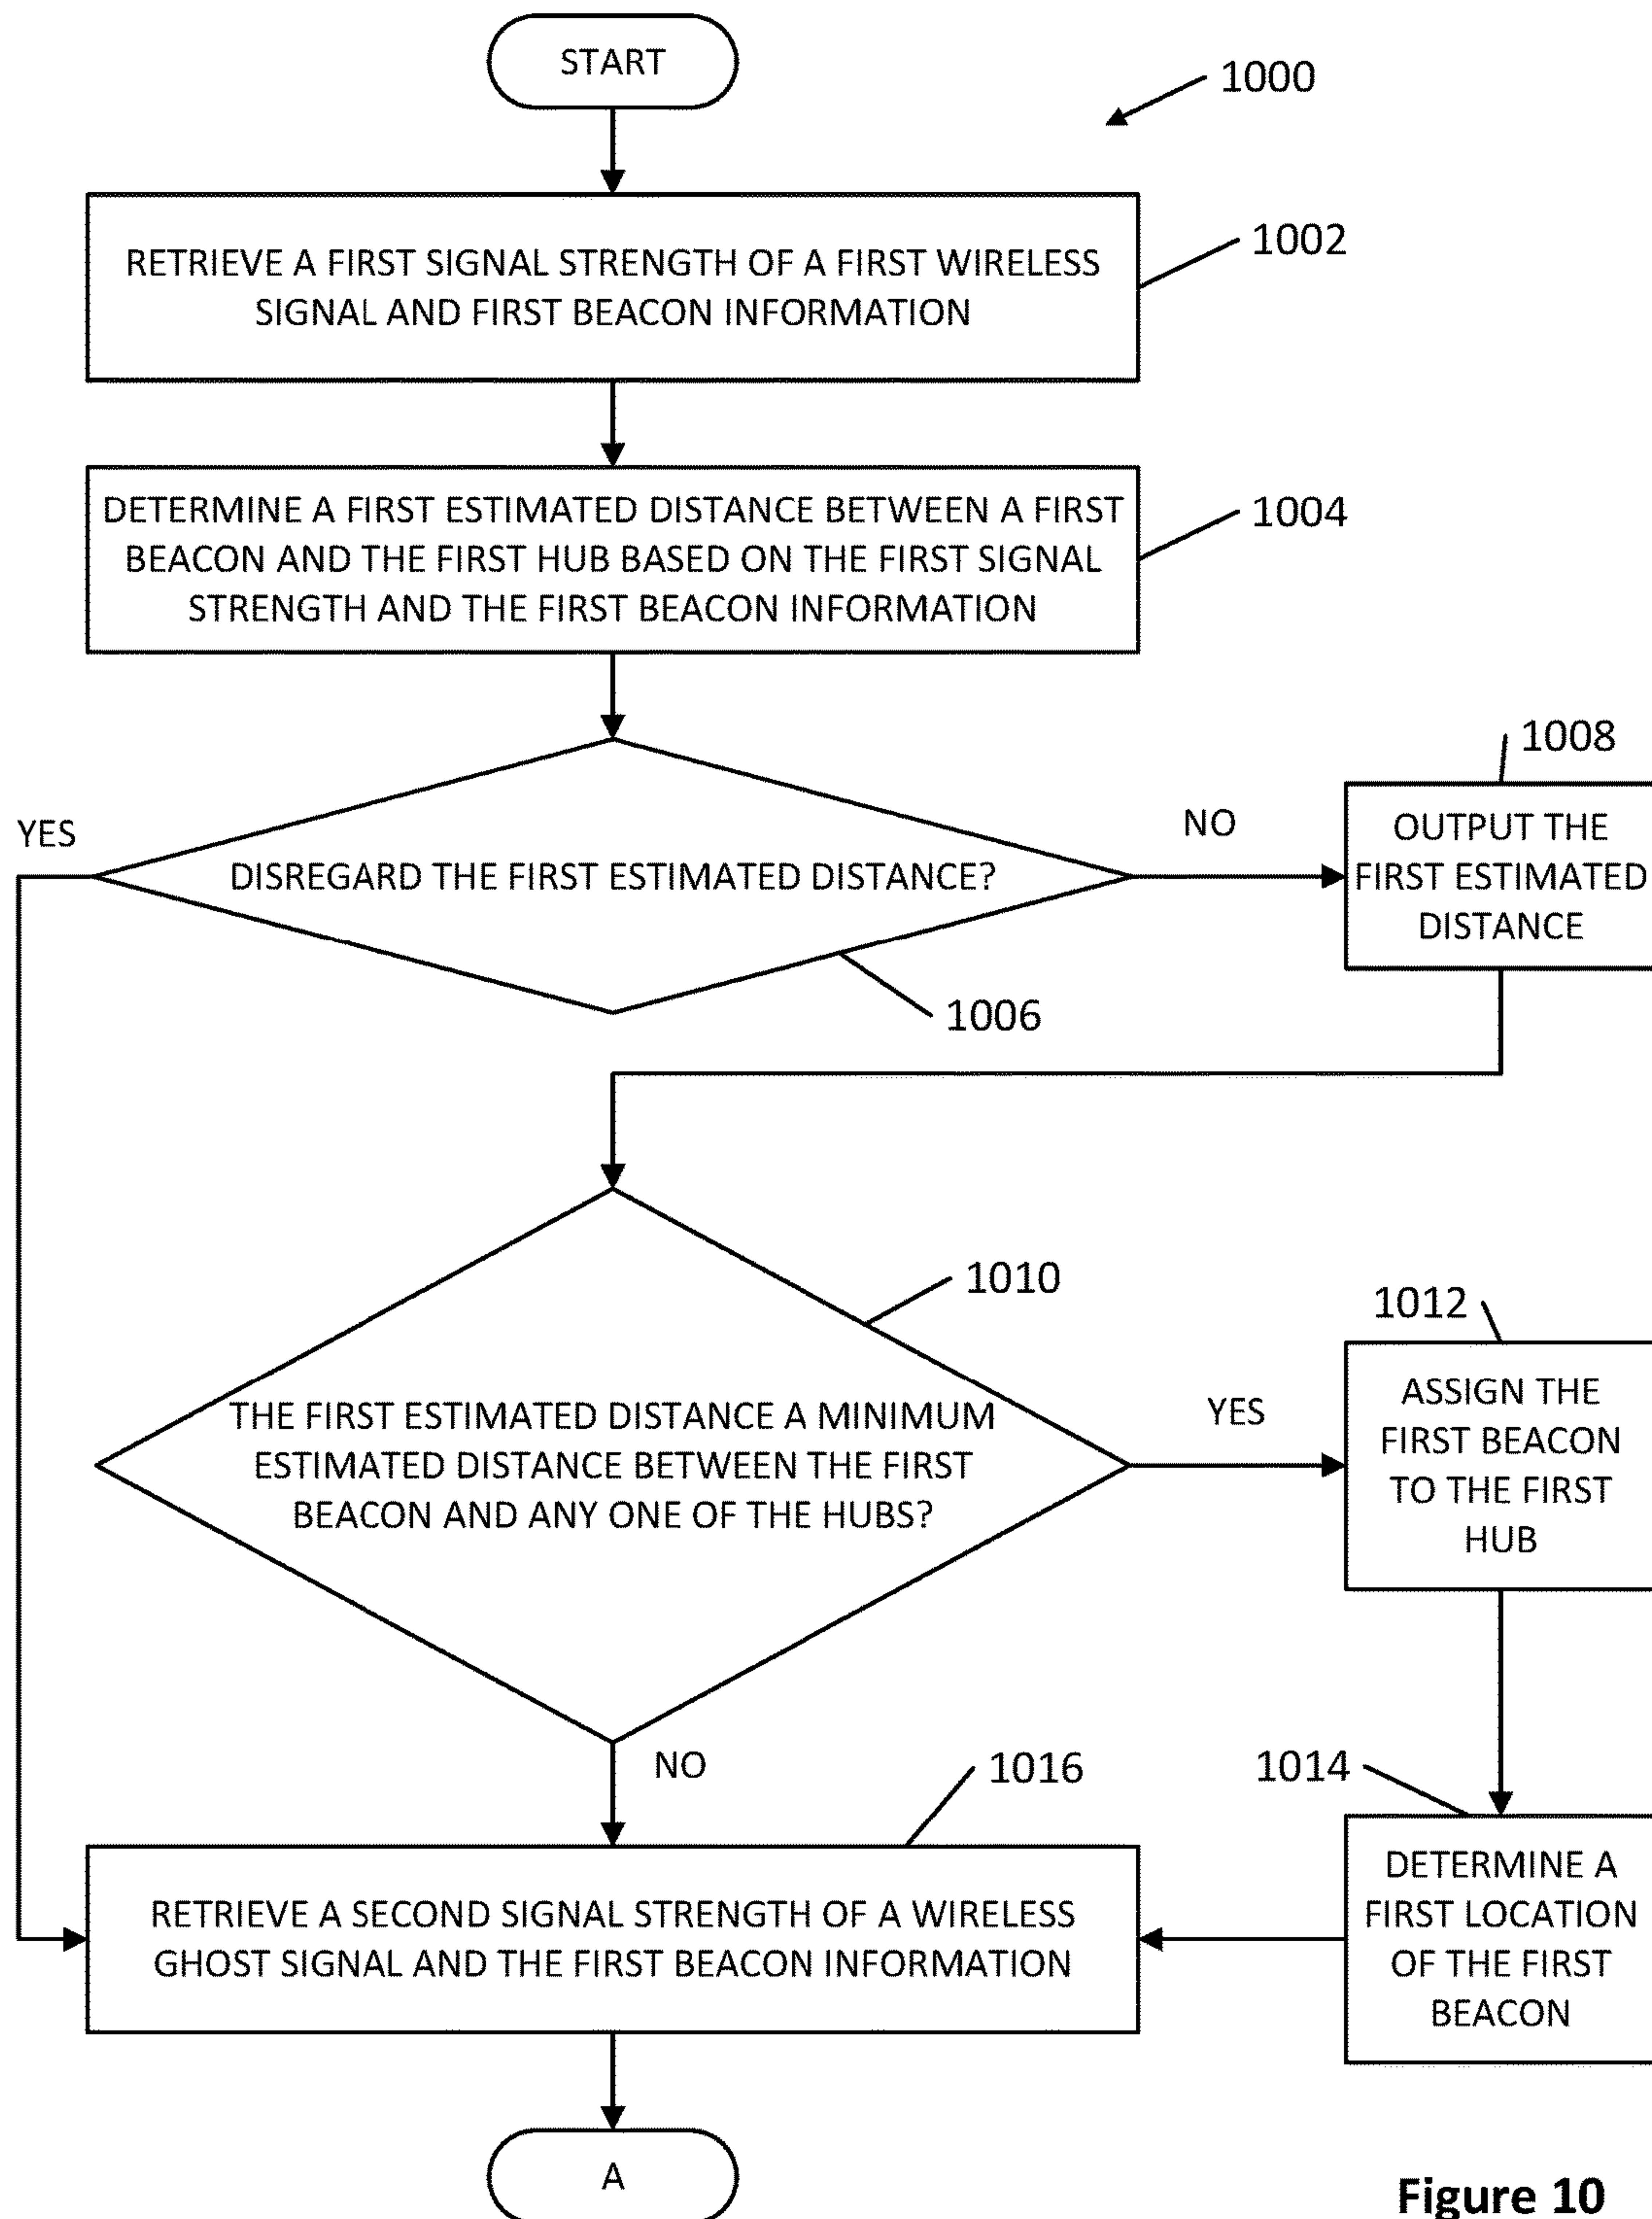 START
1000
RETRIEVE A FIRST SIGNAL STRENGTH OF A FIRST WIRELESS
SIGNAL AND FIRST BEACON INFORMATION
1002
DETERMINE A FIRST ESTIMATED DISTANCE BETWEEN A FIRST
BEACON AND THE FIRST HUB BASED ON THE FIRST SIGNAL
STRENGTH AND THE FIRST BEACON INFORMATION
1004
YES
DISREGARD THE FIRST ESTIMATED DISTANCE?
1006
NO
1008
OUTPUT THE
FIRST ESTIMATED
DISTANCE
1010
THE FIRST ESTIMATED DISTANCE A MINIMUM
ESTIMATED DISTANCE BETWEEN THE FIRST
BEACON AND ANY ONE OF THE HUBS?
YES
1012
ASSIGN THE
FIRST BEACON
TO THE FIRST
HUB
NO
1016
1014
DETERMINE A
FIRST LOCATION
OF THE FIRST
BEACON
RETRIEVE A SECOND SIGNAL STRENGTH OF A WIRELESS
GHOST SIGNAL AND THE FIRST BEACON INFORMATION
A
Figure 10